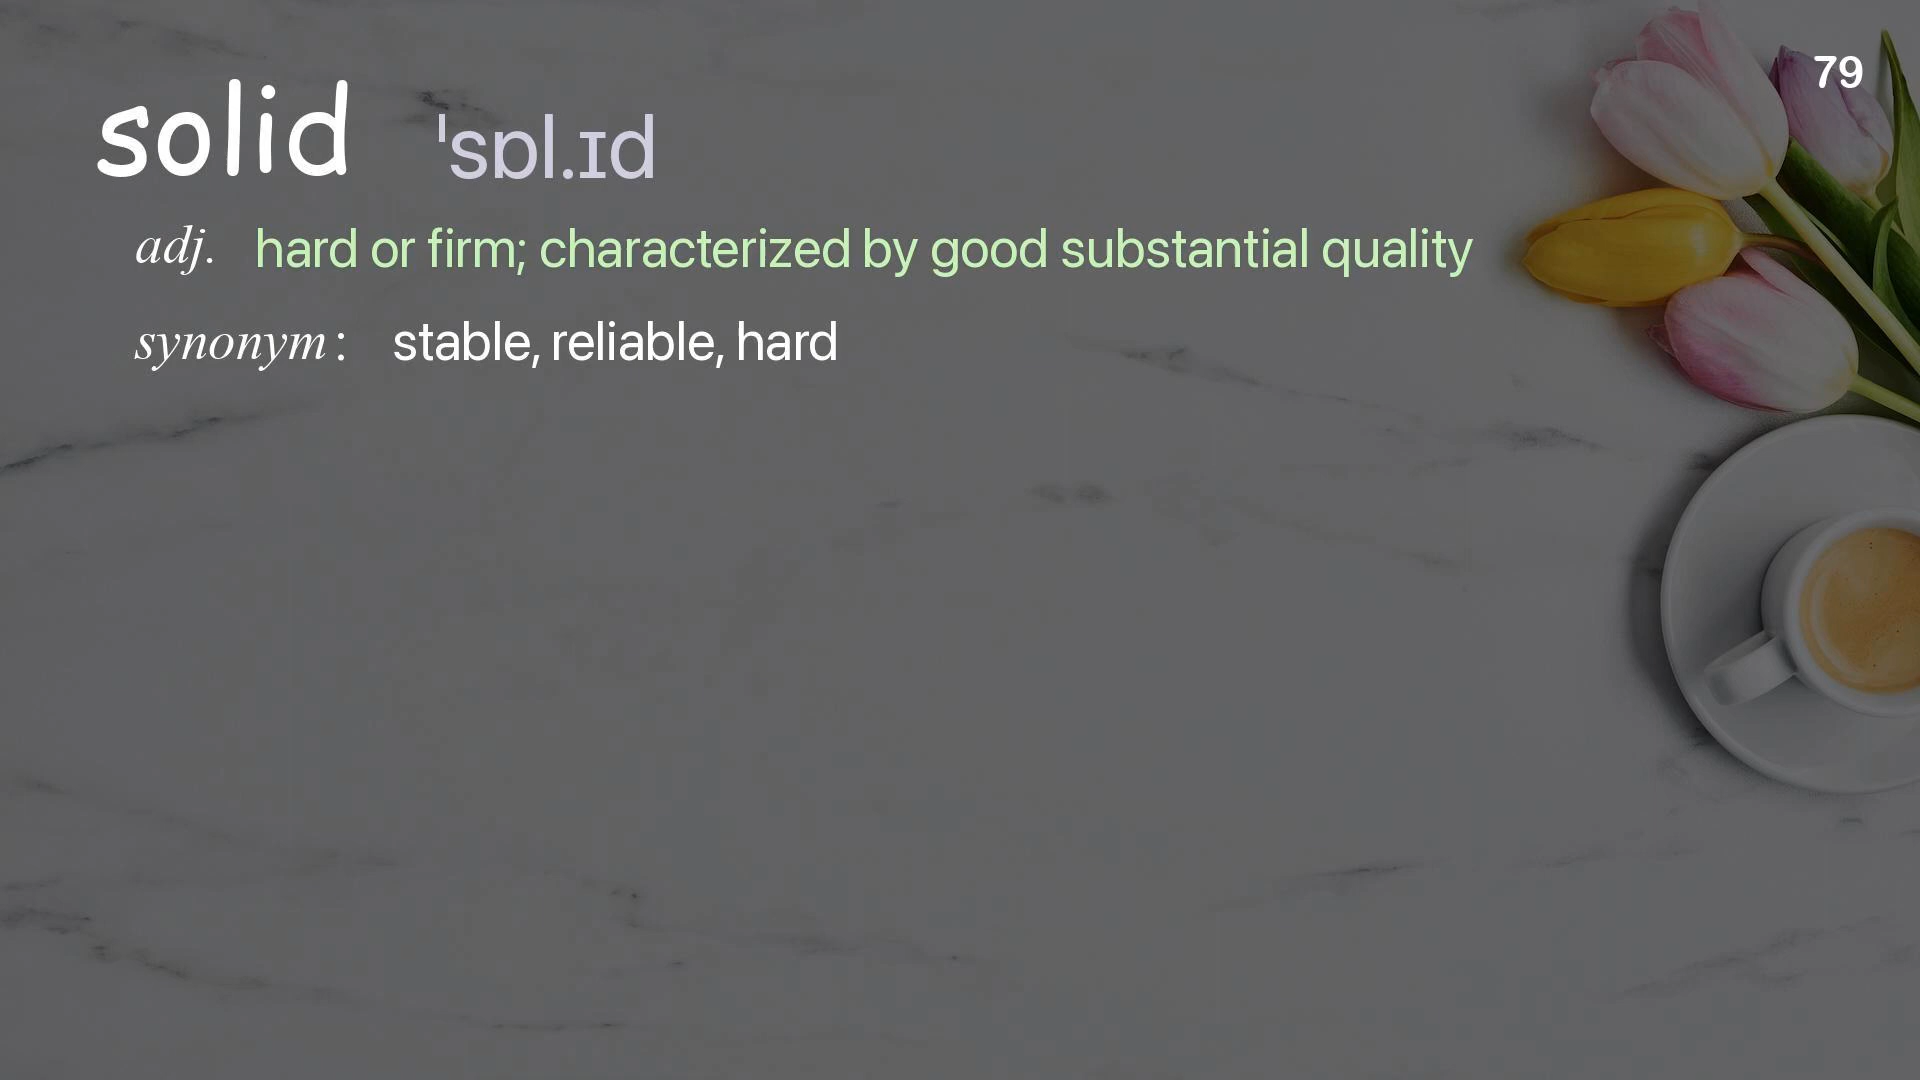 79
solid ˈsɒl.ɪd
adj. hard or firm; characterized by good substantial quality
synonym : stable, reliable, hard